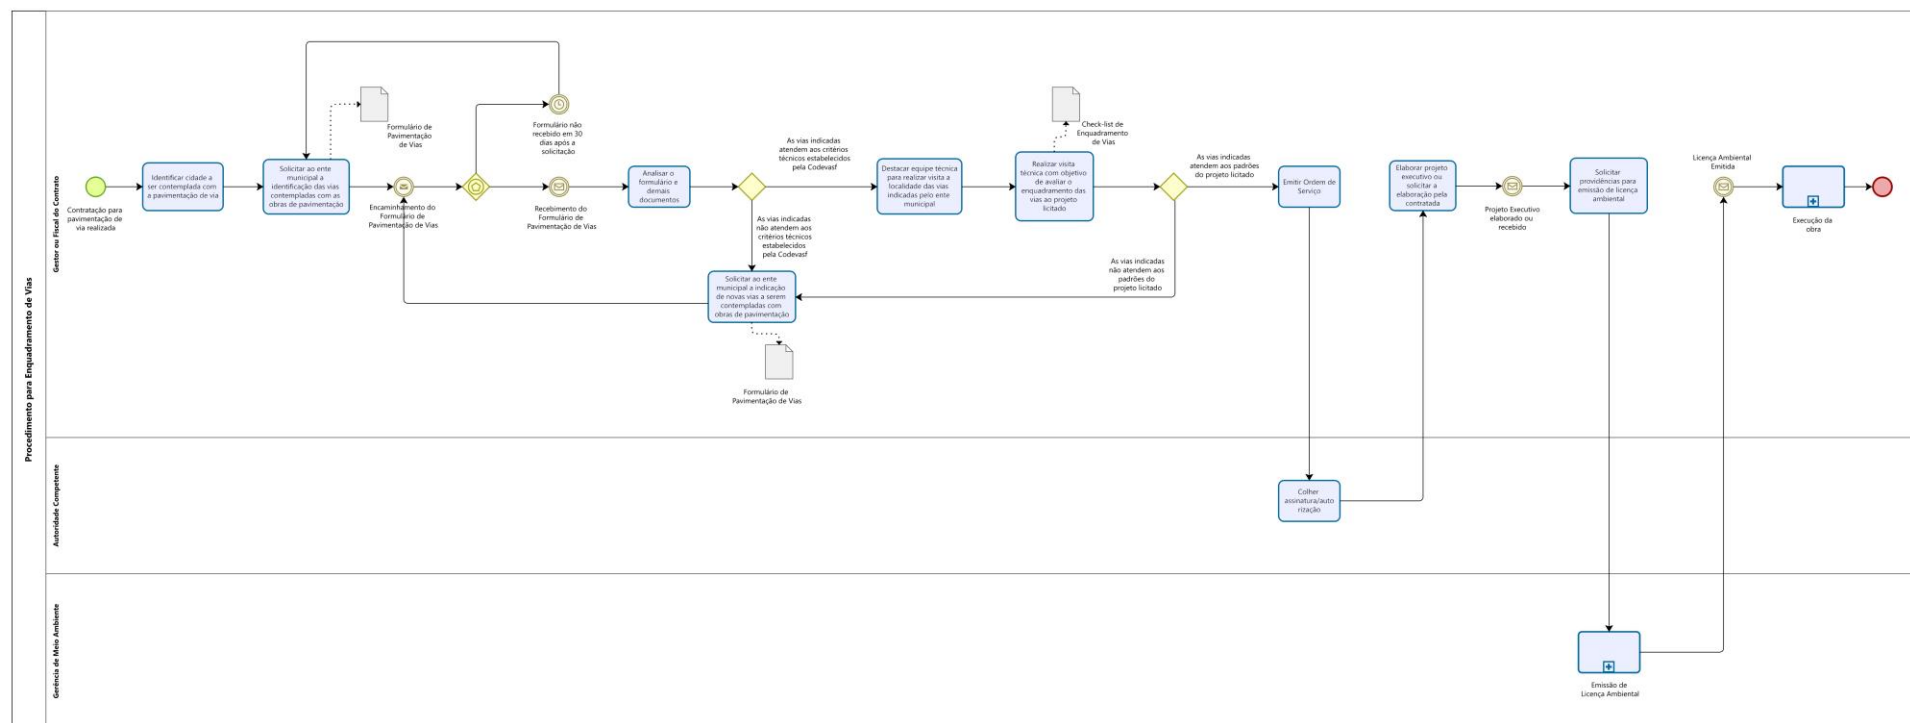 Procedimento para Enquadramento de Vias
Gestor ou Fiscal do Contrato
Contratação para
pavimentação de
via realizada
Identificar cidade a
ser contemplada com
a pavimentação de via
Solicitar ao ente
municipal a
identificação das vias
contempladas com as
obras de pavimentação
Formulário de
Pavimentação
de Vias
Encaminhamento do
Formulário de
Pavimentação de Vias
Formulário não
recebido em 30
dias após a
solicitação
Recebimento do
Formulário de
Pavimentação de Vias
Analisar o
formulário e
demais
documentos
As vias indicadas
atendem aos critérios
técnicos estabelecidos
pela Codevasf
As vias indicadas
não atendem aos
critérios técnicos
estabelecidos
pela Codevasf
Solicitar ao ente
municipal a indicação
de novas vias a serem
contempladas com
obras de pavimentação
Formulário de
Pavimentação de Vias
Destacar equipe técnica
para realizar visita a
localidade das vias
indicadas pelo ente
municipal
Realizar visita
técnica com objetivo
de avaliar o
enquadramento das
vias ao projeto
licitado
Check-list de
Enquadramento
de Vias
As vias indicadas
atendem aos padrões
do projeto licitado
As vias indicadas
não atendem aos
padrões do
projeto licitado
Emitir Ordem de
Serviço
Elaborar projeto
executivo ou
solicitar a
elaboração pela
contratada
Projeto Executivo
elaborado ou
recebido
Solicitar
providências para
emissão de licença
ambiental
Licença Ambiental
Emitida
Execução da
obra
Autoridade Competente
Colher
assinatura/auto
rização
Gerência de Meio Ambiente
Emissão de
Licença Ambiental